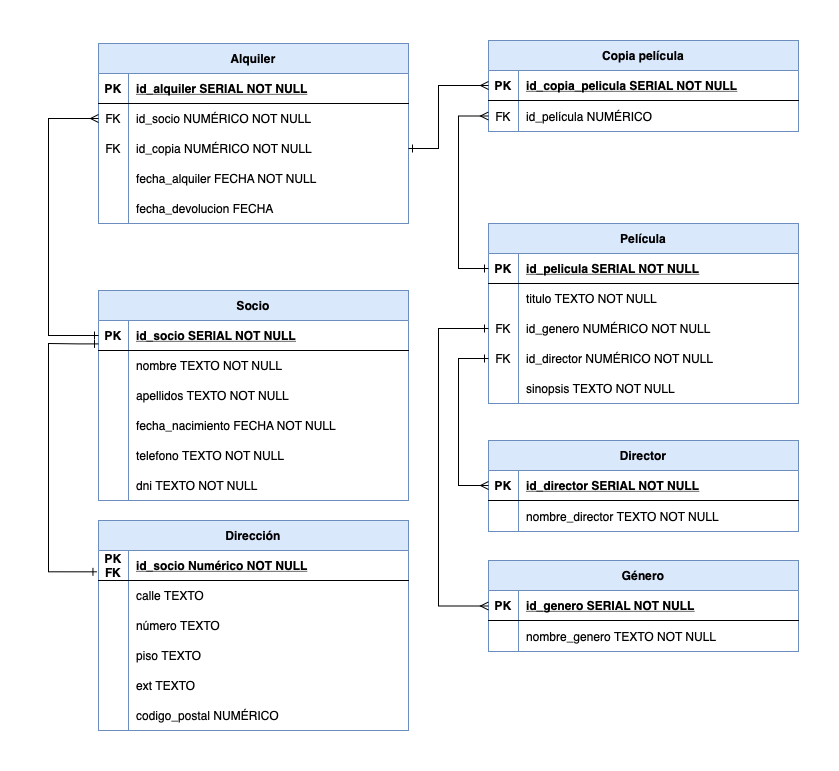 Alquiler
PK id_alquiler SERIAL NOT NULL
FK id_socio NUMÉRICO NOT NULL
FK id_copia NUMÉRICO NOT NULL
fecha_alquiler FECHA NOT NULL
fecha_devolucion FECHA
Socio
PK id_socio SERIAL NOT NULL
nombre TEXTO NOT NULL
apellidos TEXTO NOT NULL
fecha_nacimiento FECHA NOT NULL
telefono TEXTO NOT NULL
dni TEXTO NOT NULL
Dirección
PK
FK id_socio Numérico NOT NULL
calle TEXTO
número TEXTO
piso TEXTO
ext TEXTO
codigo_postal NUMÉRICO
Copia película
PK id_copia_pelicula SERIAL NOT NULL
FK id_película NUMÉRICO
Película
PK id_pelicula SERIAL NOT NULL
titulo TEXTO NOT NULL
FK id_genero NUMÉRICO NOT NULL
FK id_director NUMÉRICO NOT NULL
sinopsis TEXTO NOT NULL
Director
PK id_director SERIAL NOT NULL
nombre_director TEXTO NOT NULL
Género
PK id_genero SERIAL NOT NULL
nombre_genero TEXTO NOT NULL